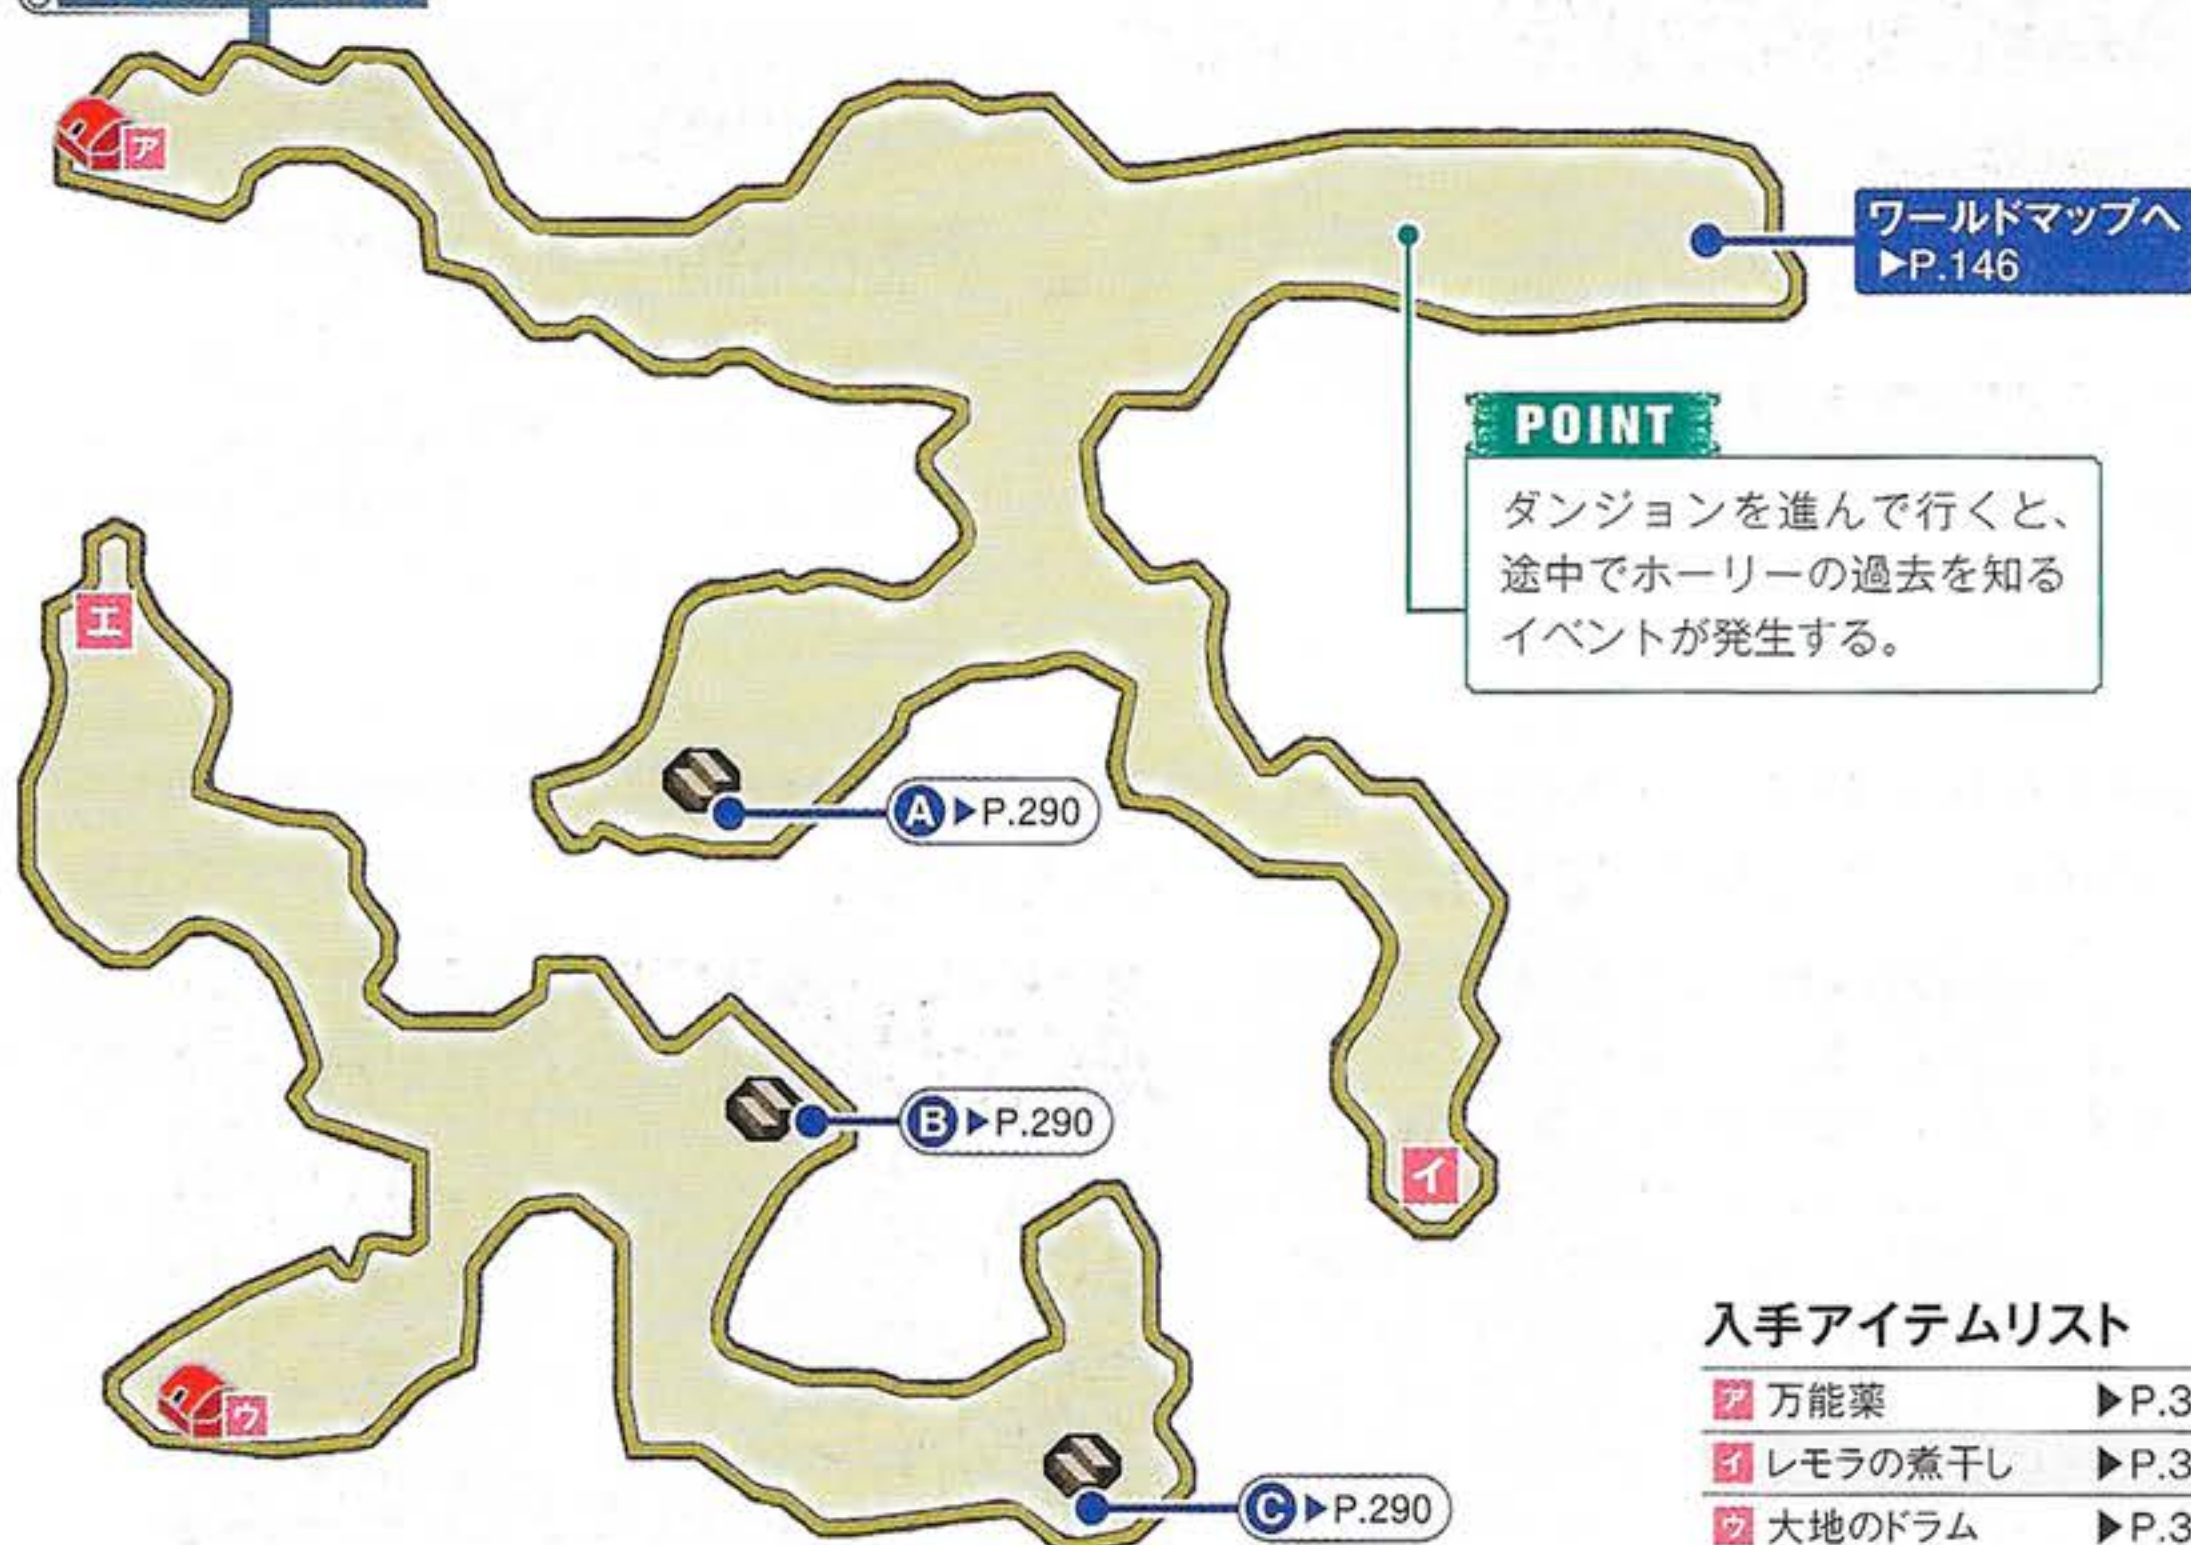 ア
ワールドマップへ
▶P.146
POINT
ダンジョンを進んで行くと、
途中でホーリーの過去を知る
イベントが発生する。
エ
A ▶P.290
B ▶P.290
イ
ウ
C ▶P.290
入手アイテムリスト
ア 万能薬 ▶P.3
イ レモラの煮干し ▶P.3
ウ 大地のドラム ▶P.3